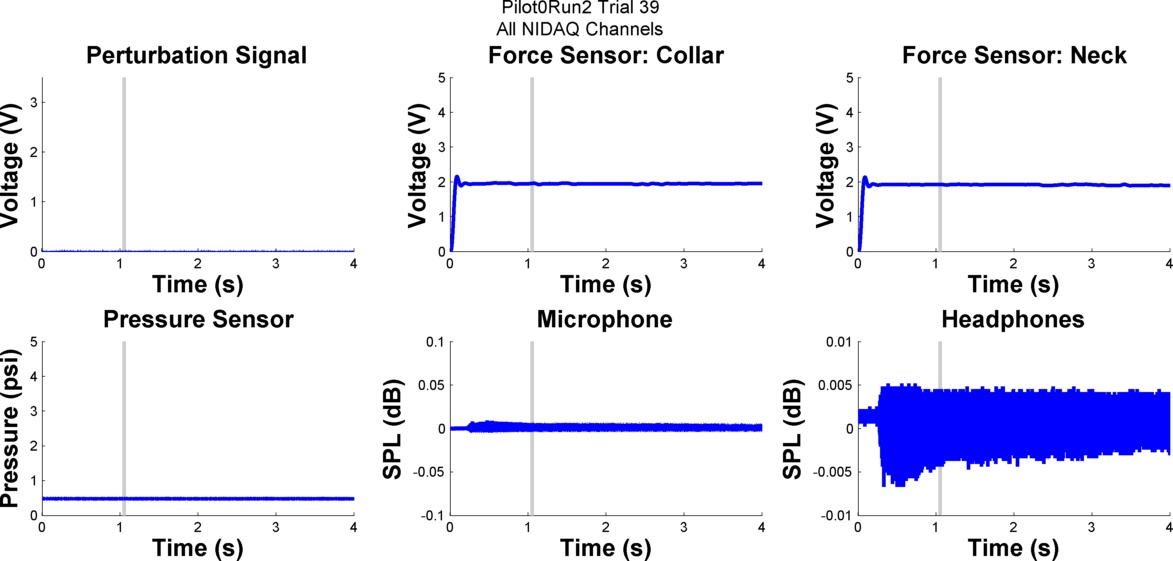 Pilot0Run2 Trial 39
All NIDAQ Channels
Perturbation Signal
Voltage (V)
3
2
1
0
0 1 2 3 4
Time (s)
Force Sensor: Collar
Voltage (V)
5
4
3
2
1
0
0 1 2 3 4
Time (s)
Force Sensor: Neck
Voltage (V)
5
4
3
2
1
0
0 1 2 3 4
Time (s)
Pressure Sensor
Pressure (psi)
5
4
3
2
1
0
0 1 2 3 4
Time (s)
Microphone
SPL (dB)
0.1
0.05
0
-0.05
-0.1
0 1 2 3 4
Time (s)
Headphones
SPL (dB)
0.01
0.005
0
-0.005
-0.01
0 1 2 3 4
Time (s)